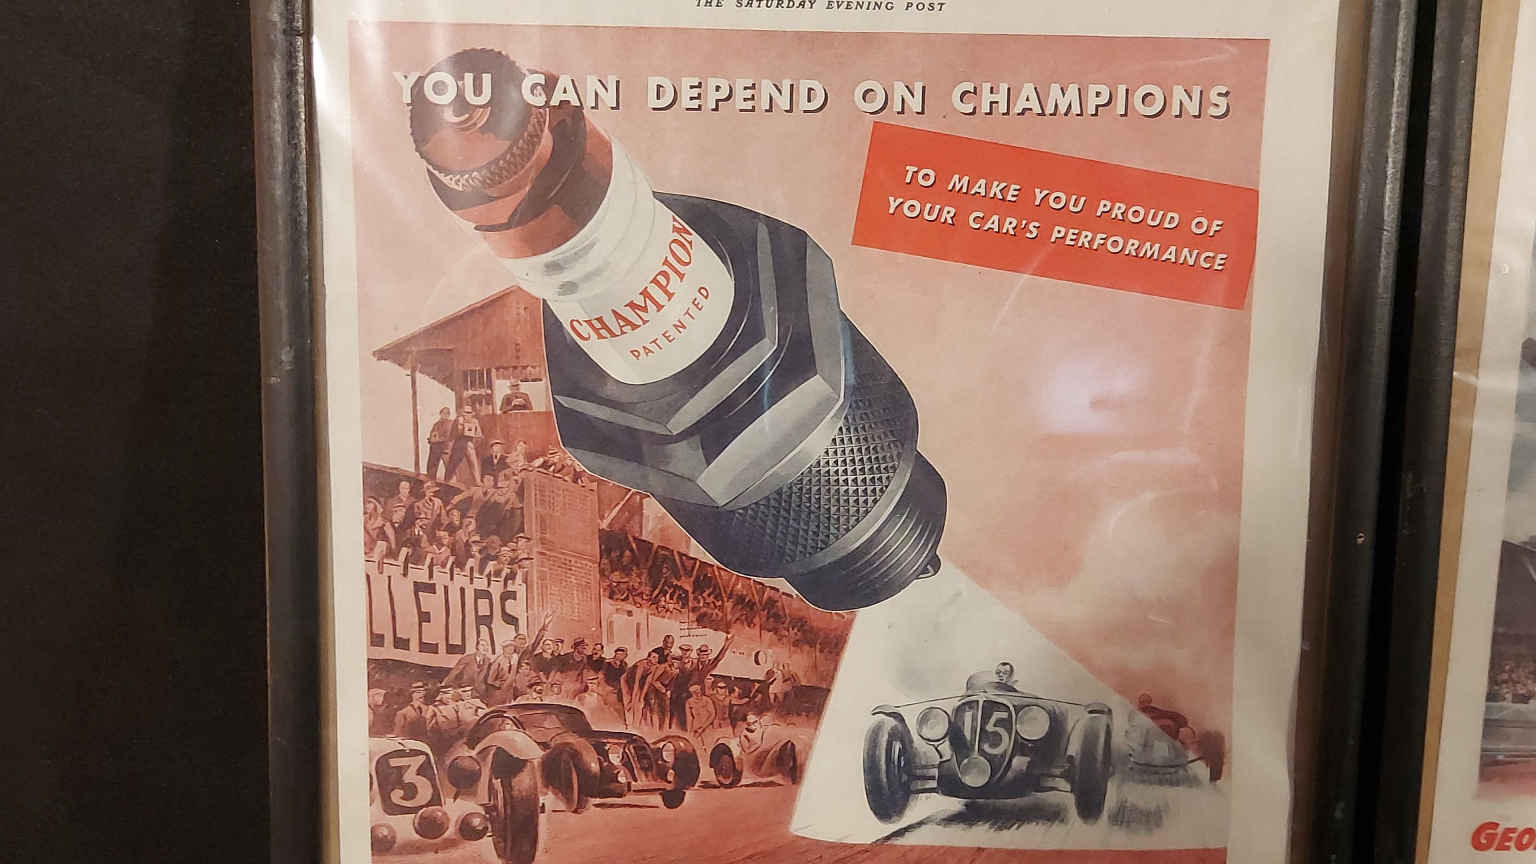 THE SATURDAY EVENING POST
YOU CAN DEPEND ON CHAMPIONS
TO MAKE YOU PROUD OF
YOUR CAR'S PERFORMANCE
CHAMPION
PATENTED
LLEURS
15
3
GEO